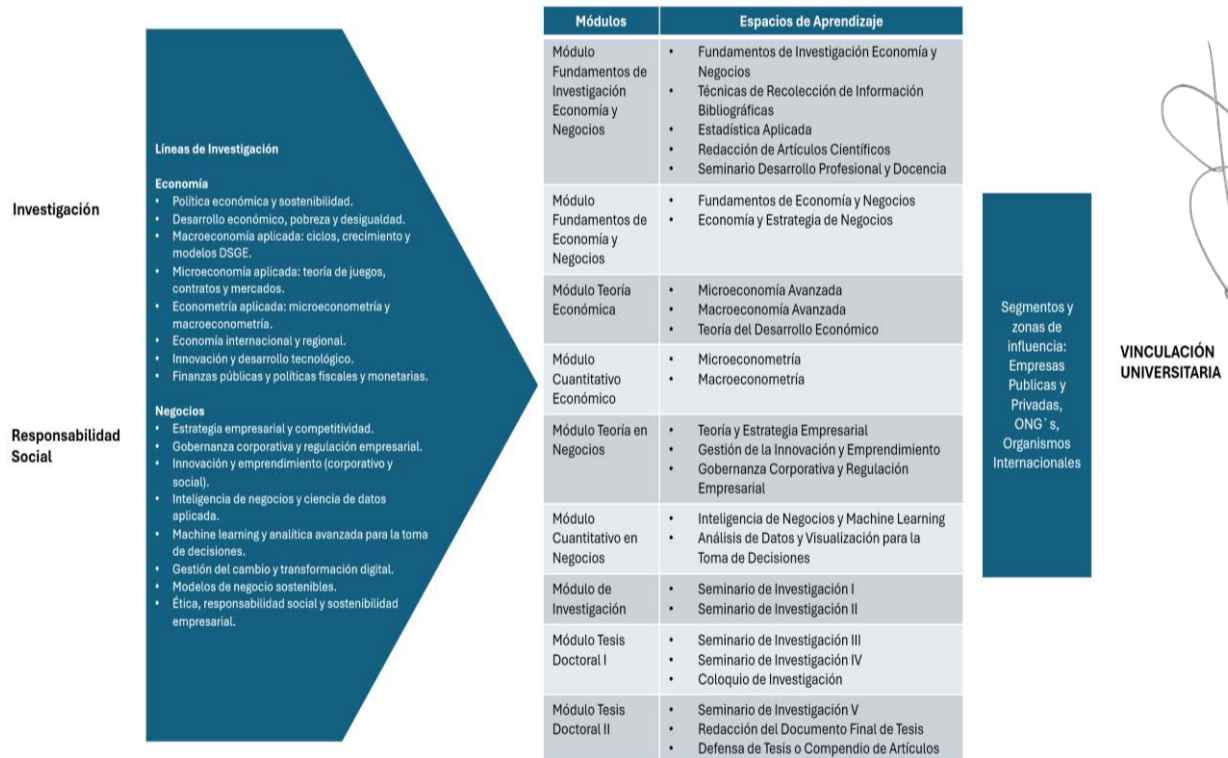 Investigación
Responsabilidad
Social
Líneas de Investigación
Economía
• Política económica y sostenibilidad.
• Desarrollo económico, pobreza y desigualdad.
• Macroeconomía aplicada: ciclos, crecimiento y
modelos DSGE.
• Microeconomía aplicada: teoría de juegos,
contratos y mercados.
• Econometría aplicada: microeconometría y
macroeconometría.
• Economía internacional y regional.
• Innovación y desarrollo tecnológico.
• Finanzas públicas y políticas fiscales y monetarias.
Negocios
• Estrategia empresarial y competitividad.
• Gobernanza corporativa y regulación empresarial.
• Innovación y emprendimiento (corporativo y
social).
• Inteligencia de negocios y ciencia de datos
aplicada.
• Machine learning y analítica avanzada para la toma
de decisiones.
• Gestión del cambio y transformación digital.
• Modelos de negocio sostenibles.
• Ética, responsabilidad social y sostenibilidad
empresarial.
Módulos
Espacios de Aprendizaje
Módulo
Fundamentos de
Investigación
Economía y
Negocios
• Fundamentos de Investigación Economía y
Negocios
• Técnicas de Recolección de Información
Bibliográficas
• Estadística Aplicada
• Redacción de Artículos Científicos
• Seminario Desarrollo Profesional y Docencia
Módulo
Fundamentos de
Economía y
Negocios
• Fundamentos de Economía y Negocios
• Economía y Estrategia de Negocios
Módulo Teoría
Económica
• Microeconomía Avanzada
• Macroeconomía Avanzada
• Teoría del Desarrollo Económico
Módulo
Cuantitativo
Económico
• Microeconometría
• Macroeconometría
Módulo Teoría en
Negocios
• Teoría y Estrategia Empresarial
• Gestión de la Innovación y Emprendimiento
• Gobernanza Corporativa y Regulación
Empresarial
Módulo
Cuantitativo en
Negocios
• Inteligencia de Negocios y Machine Learning
• Análisis de Datos y Visualización para la
Toma de Decisiones
Módulo de
Investigación
• Seminario de Investigación I
• Seminario de Investigación II
Módulo Tesis
Doctoral I
• Seminario de Investigación III
• Seminario de Investigación IV
• Coloquio de Investigación
Módulo Tesis
Doctoral II
• Seminario de Investigación V
• Redacción del Documento Final de Tesis
• Defensa de Tesis o Compendio de Artículos
Segmentos y
zonas de
influencia:
Empresas
Publicas y
Privadas,
ONG`s,
Organismos
Internacionales
VINCULACIÓN
UNIVERSITARIA